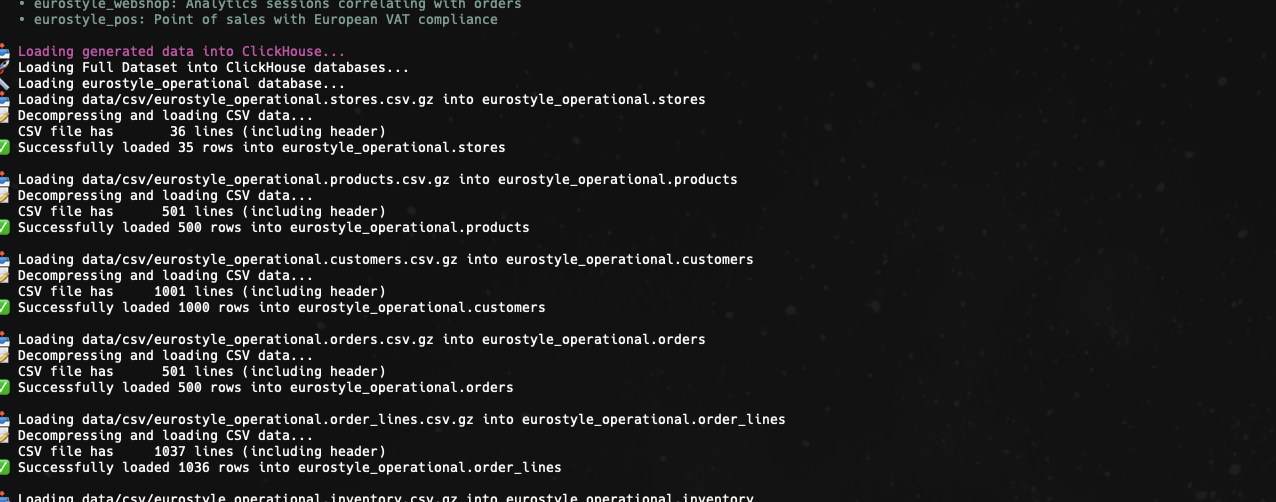 • eurostyle_webshop: Analytics sessions correlating with orders
• eurostyle_pos: Point of sales with European VAT compliance
Loading generated data into ClickHouse...
Loading Full Dataset into ClickHouse databases...
Loading eurostyle_operational database...
Loading data/csv/eurostyle_operational.stores.csv.gz into eurostyle_operational.stores
Decompressing and loading CSV data...
CSV file has       36 lines (including header)
Successfully loaded 35 rows into eurostyle_operational.stores
Loading data/csv/eurostyle_operational.products.csv.gz into eurostyle_operational.products
Decompressing and loading CSV data...
CSV file has      501 lines (including header)
Successfully loaded 500 rows into eurostyle_operational.products
Loading data/csv/eurostyle_operational.customers.csv.gz into eurostyle_operational.customers
Decompressing and loading CSV data...
CSV file has     1001 lines (including header)
Successfully loaded 1000 rows into eurostyle_operational.customers
Loading data/csv/eurostyle_operational.orders.csv.gz into eurostyle_operational.orders
Decompressing and loading CSV data...
CSV file has      501 lines (including header)
Successfully loaded 500 rows into eurostyle_operational.orders
Loading data/csv/eurostyle_operational.order_lines.csv.gz into eurostyle_operational.order_lines
Decompressing and loading CSV data...
CSV file has     1037 lines (including header)
Successfully loaded 1036 rows into eurostyle_operational.order_lines
Loading data/csv/eurostyle_operational.inventory.csv.gz into eurostyle_operational.inventory